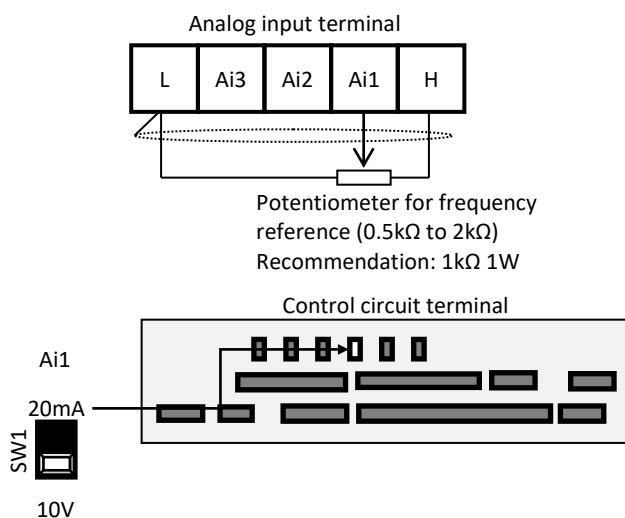 Analog input terminal
L Ai3 Ai2 Ai1 H
Potentiometer for frequency
reference (0.5kΩ to 2kΩ)
Recommendation: 1kΩ 1W
Control circuit terminal
Ai1
20mA
SW1
10V